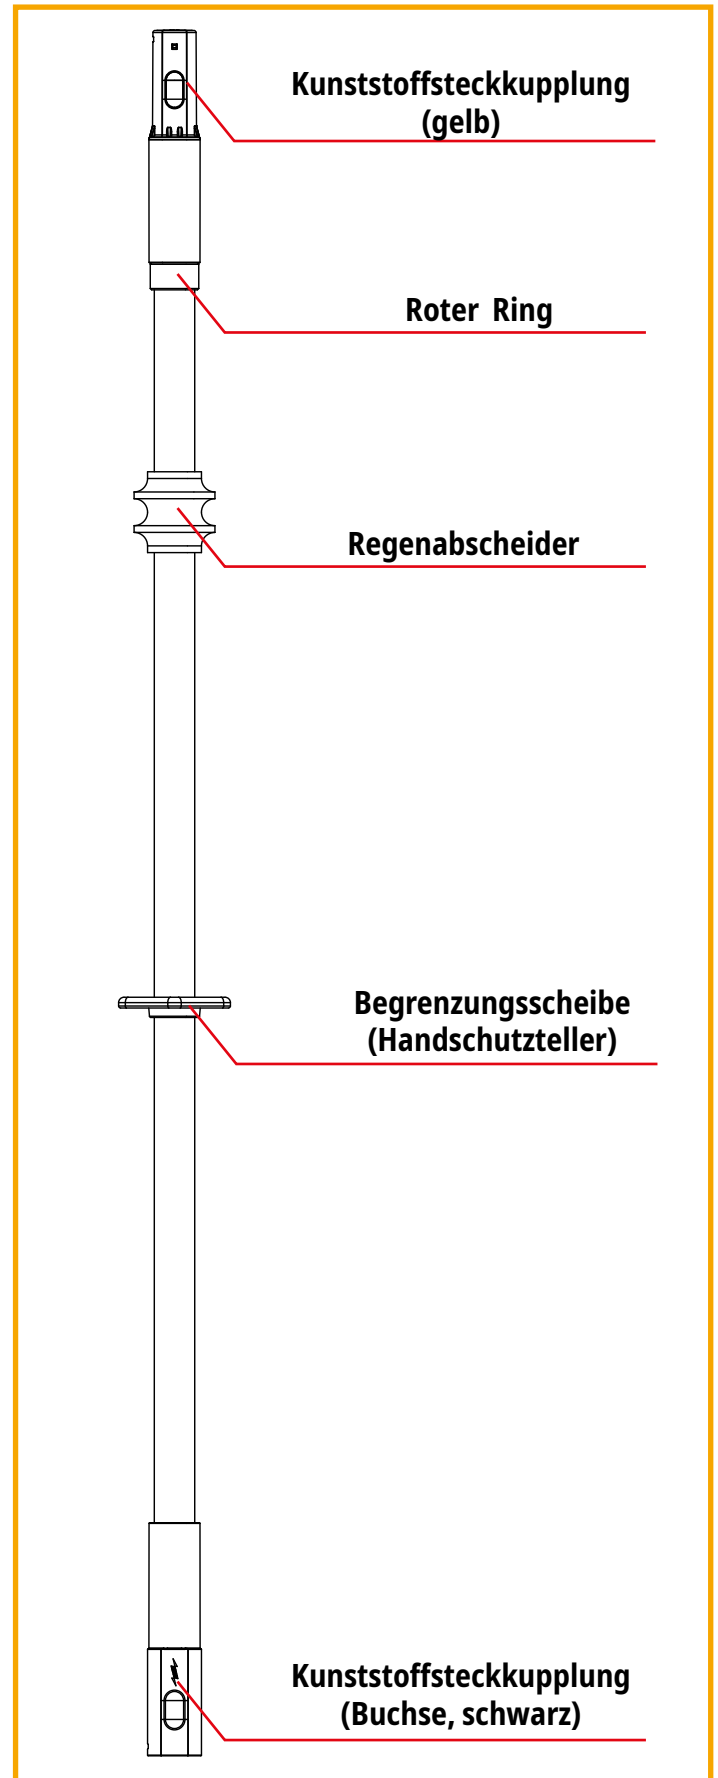 Kunststoffsteckkupplung
(gelb)
Roter Ring
Regenabscheider
Begrenzungsscheibe
(Handschutzteller)
Kunststoffsteckkupplung
(Buchse, schwarz)